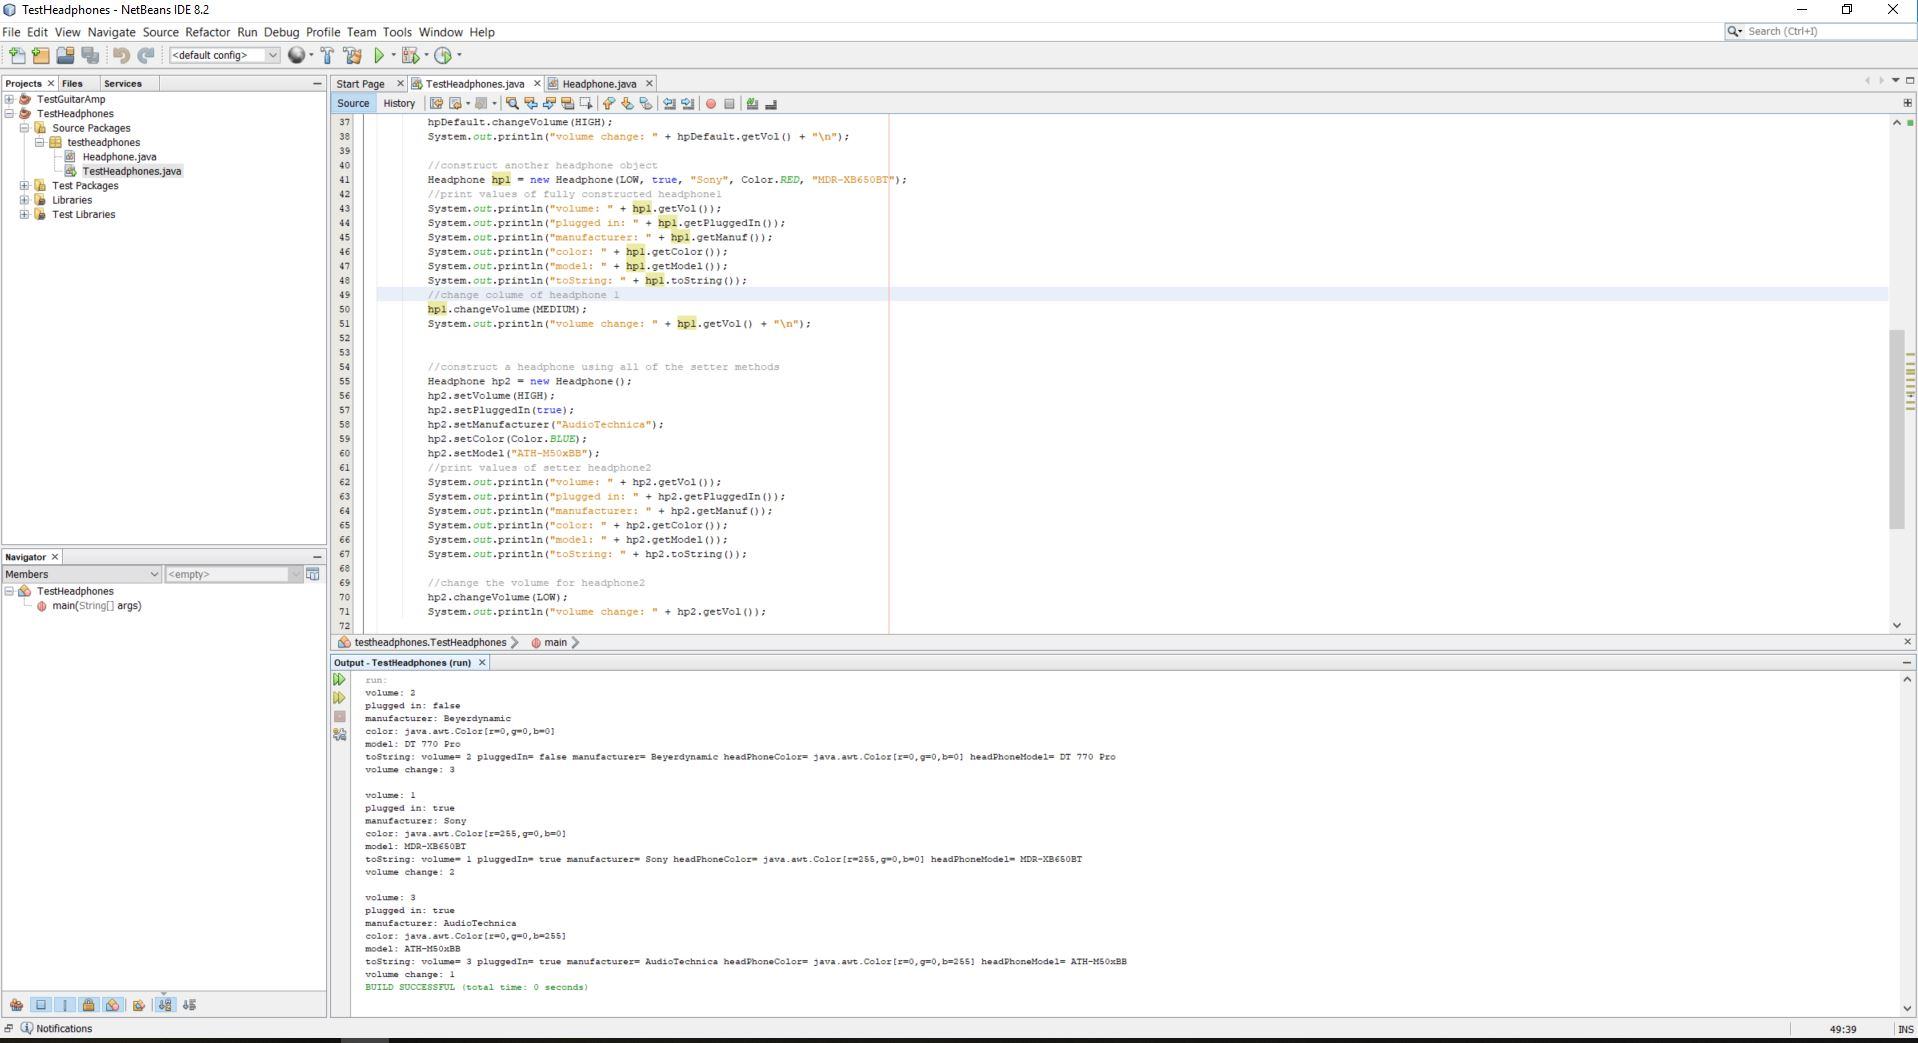 TestHeadphones - NetBeans IDE 8.2
File Edit View Navigate Source Refactor Run Debug Profile Team Tools Window Help
Search (Ctrl+I)
<default config>
Projects Files Services
Start Page TestHeadphones.java Headphone.java
Source History
TestGuitarAmp
TestHeadphones
Source Packages
testheadphones
Headphone.java
TestHeadphones.java
Test Packages
Libraries
Test Libraries
37 hpDefault.changeVolume(HIGH);
38 System.out.println("volume change: " + hpDefault.getVol() + "\n");
39
40 //construct another headphone object
41 Headphone hp1 = new Headphone(LOW, true, "Sony", Color.RED, "MDR-XB650BT");
42 //print values of fully constructed headphone1
43 System.out.println("volume: " + hp1.getVol());
44 System.out.println("plugged in: " + hp1.getPluggedIn());
45 System.out.println("manufacturer: " + hp1.getManuf());
46 System.out.println("color: " + hp1.getColor());
47 System.out.println("model: " + hp1.getModel());
48 System.out.println("toString: " + hp1.toString());
49 //change colume of headphone 1
50 hp1.changeVolume(MEDIUM);
51 System.out.println("volume change: " + hp1.getVol() + "\n");
52
53
54 //construct a headphone using all of the setter methods
55 Headphone hp2 = new Headphone();
56 hp2.setVolume(HIGH);
57 hp2.setPluggedIn(true);
58 hp2.setManufacturer("AudioTechnica");
59 hp2.setColor(Color.BLUE);
60 hp2.setModel("ATH-M50xBB");
61 //print values of setter headphone2
62 System.out.println("volume: " + hp2.getVol());
63 System.out.println("plugged in: " + hp2.getPluggedIn());
64 System.out.println("manufacturer: " + hp2.getManuf());
65 System.out.println("color: " + hp2.getColor());
66 System.out.println("model: " + hp2.getModel());
67 System.out.println("toString: " + hp2.toString());
68
69 //change the volume for headphone2
70 hp2.changeVolume(LOW);
71 System.out.println("volume change: " + hp2.getVol());
72
testheadphones.TestHeadphones main
Navigator
Members <empty>
TestHeadphones
main(String[] args)
Output - TestHeadphones (run)
run:
volume: 2
plugged in: false
manufacturer: Beyerdynamic
color: java.awt.Color[r=0,g=0,b=0]
model: DT 770 Pro
toString: volume= 2 pluggedIn= false manufacturer= Beyerdynamic headPhoneColor= java.awt.Color[r=0,g=0,b=0] headPhoneModel= DT 770 Pro
volume change: 3
volume: 1
plugged in: true
manufacturer: Sony
color: java.awt.Color[r=255,g=0,b=0]
model: MDR-XB650BT
toString: volume= 1 pluggedIn= true manufacturer= Sony headPhoneColor= java.awt.Color[r=255,g=0,b=0] headPhoneModel= MDR-XB650BT
volume change: 2
volume: 3
plugged in: true
manufacturer: AudioTechnica
color: java.awt.Color[r=0,g=0,b=255]
model: ATH-M50xBB
toString: volume= 3 pluggedIn= true manufacturer= AudioTechnica headPhoneColor= java.awt.Color[r=0,g=0,b=255] headPhoneModel= ATH-M50xBB
volume change: 1
BUILD SUCCESSFUL (total time: 0 seconds)
Notifications
49:39 INS